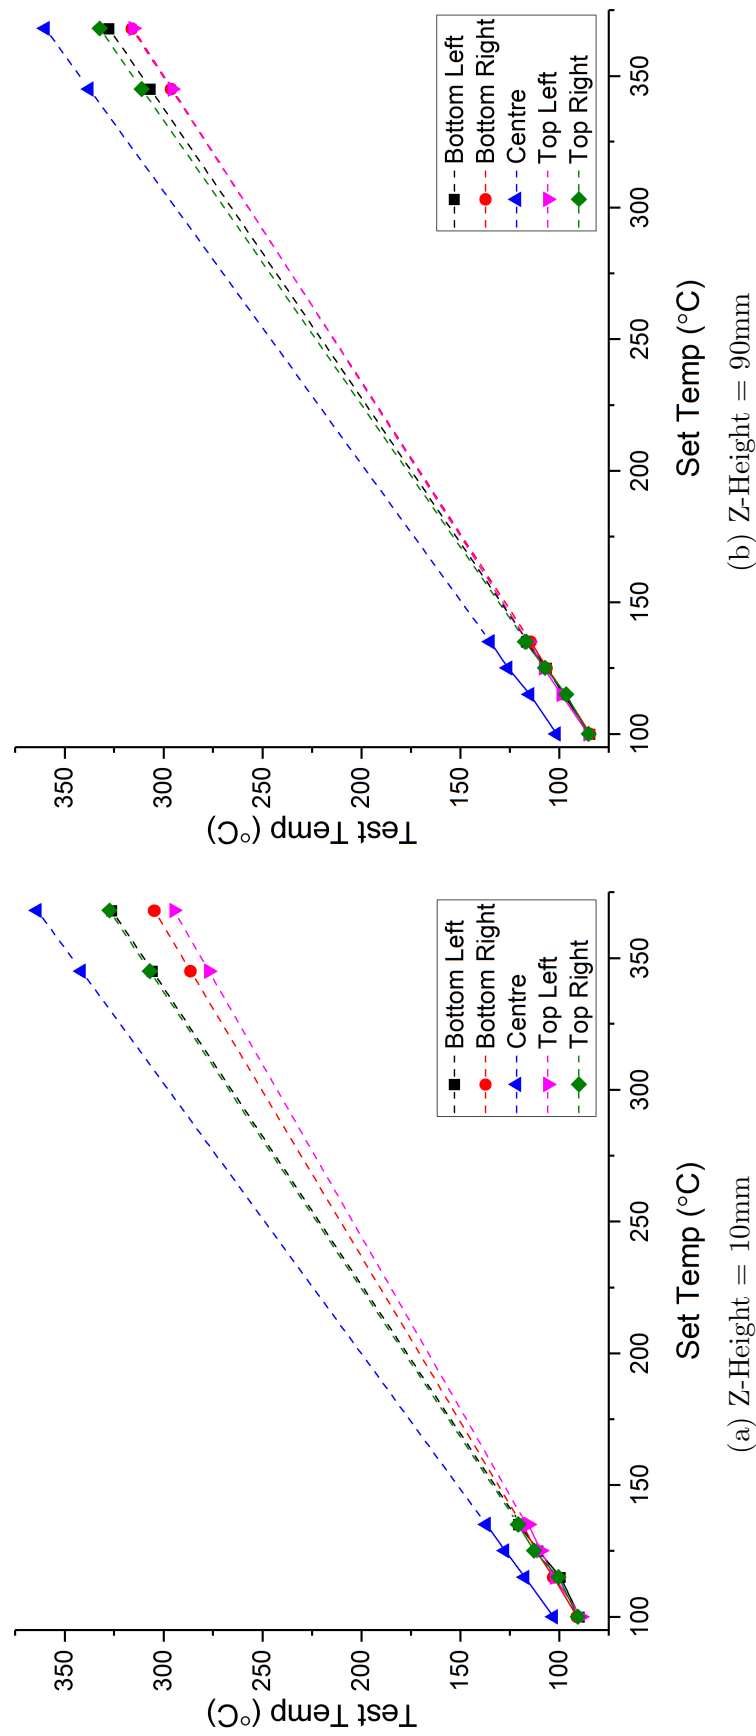 350
300
250
200
150
100
Test Temp (°C)
100
150
200
250
300
350
Set Temp (°C)
Bottom Left
Bottom Right
Centre
Top Left
Top Right
(a) Z-Height = 10mm
350
300
250
200
150
100
Test Temp (°C)
100
150
200
250
300
350
Set Temp (°C)
Bottom Left
Bottom Right
Centre
Top Left
Top Right
(b) Z-Height = 90mm